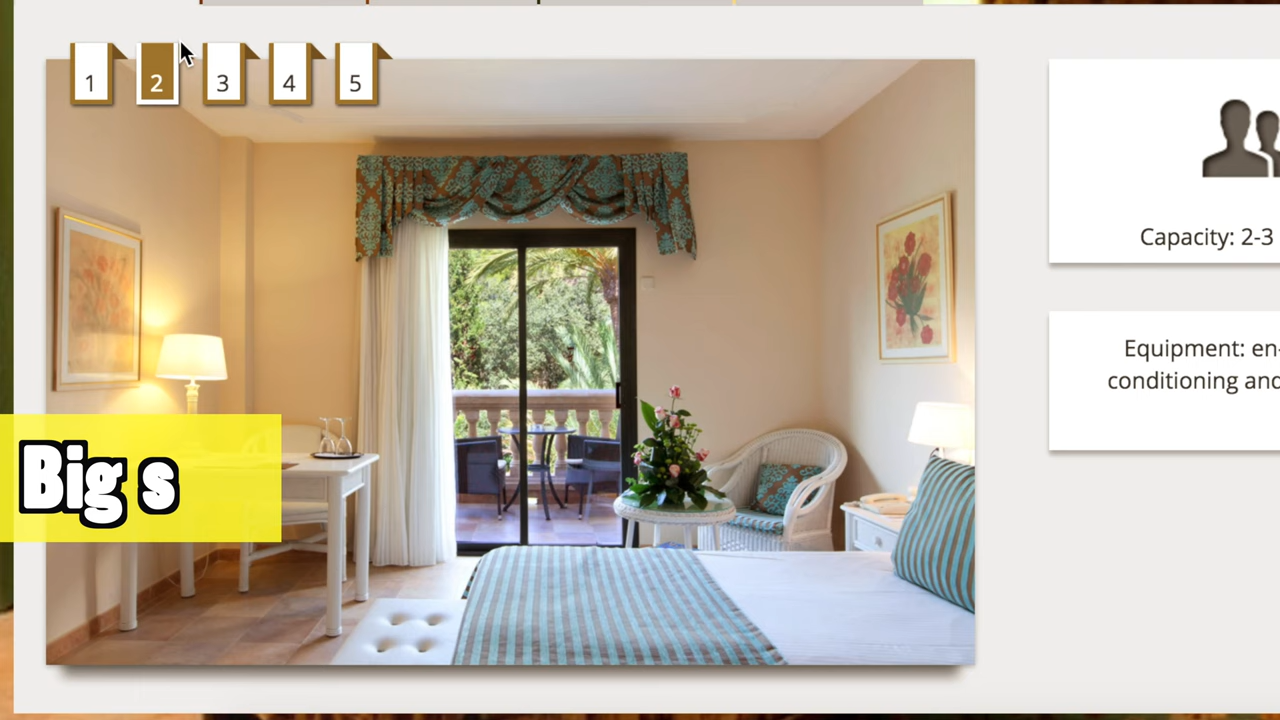 1 2 3 4 5
Capacity: 2-3
Equipment: en-
conditioning and
Big s